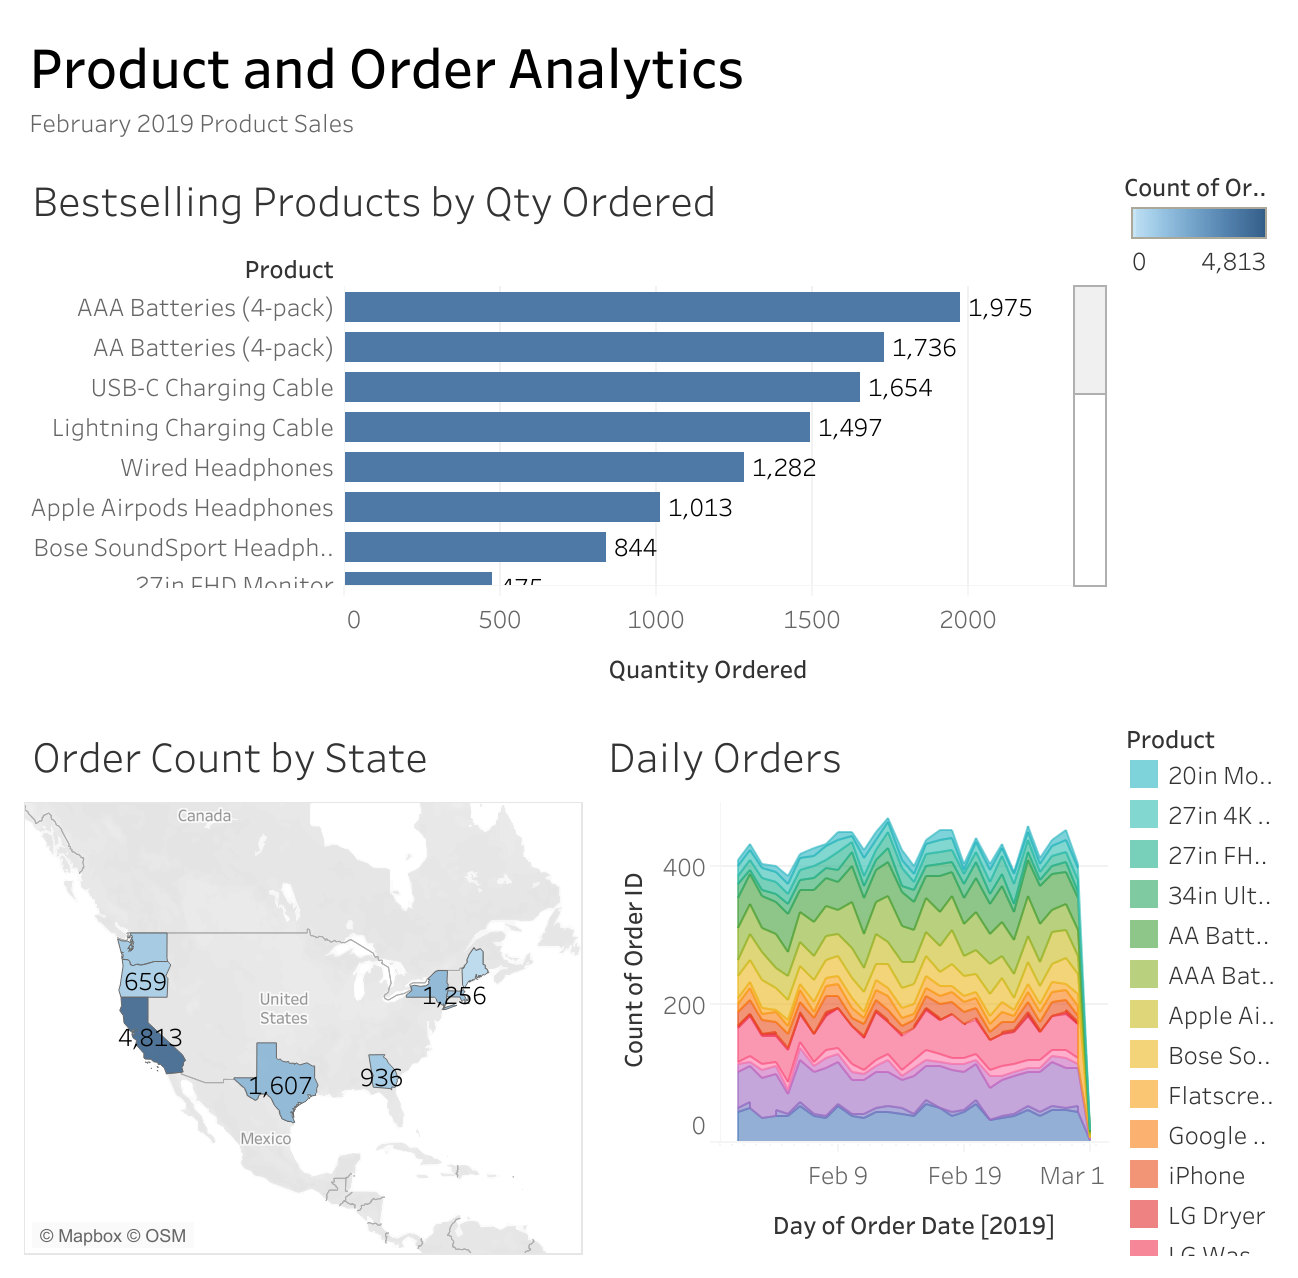 Product and Order Analytics
February 2019 Product Sales
Bestselling Products by Qty Ordered
Count of Or..
0 4,813
Product
AAA Batteries (4-pack) 1,975
AA Batteries (4-pack) 1,736
USB-C Charging Cable 1,654
Lightning Charging Cable 1,497
Wired Headphones 1,282
Apple Airpods Headphones 1,013
Bose SoundSport Headph.. 844
27in FHD Monitor 475
0 500 1000 1500 2000
Quantity Ordered
Order Count by State
Canada
659
United
States
1,256
4,813
1,607
936
Mexico
© Mapbox © OSM
Daily Orders
Count of Order ID
400
200
0
Feb 9 Feb 19 Mar 1
Day of Order Date [2019]
Product
20in Mo..
27in 4K ..
27in FH..
34in Ult..
AA Batt..
AAA Bat..
Apple Ai..
Bose So..
Flatscre..
Google ..
iPhone
LG Dryer
LG Was..